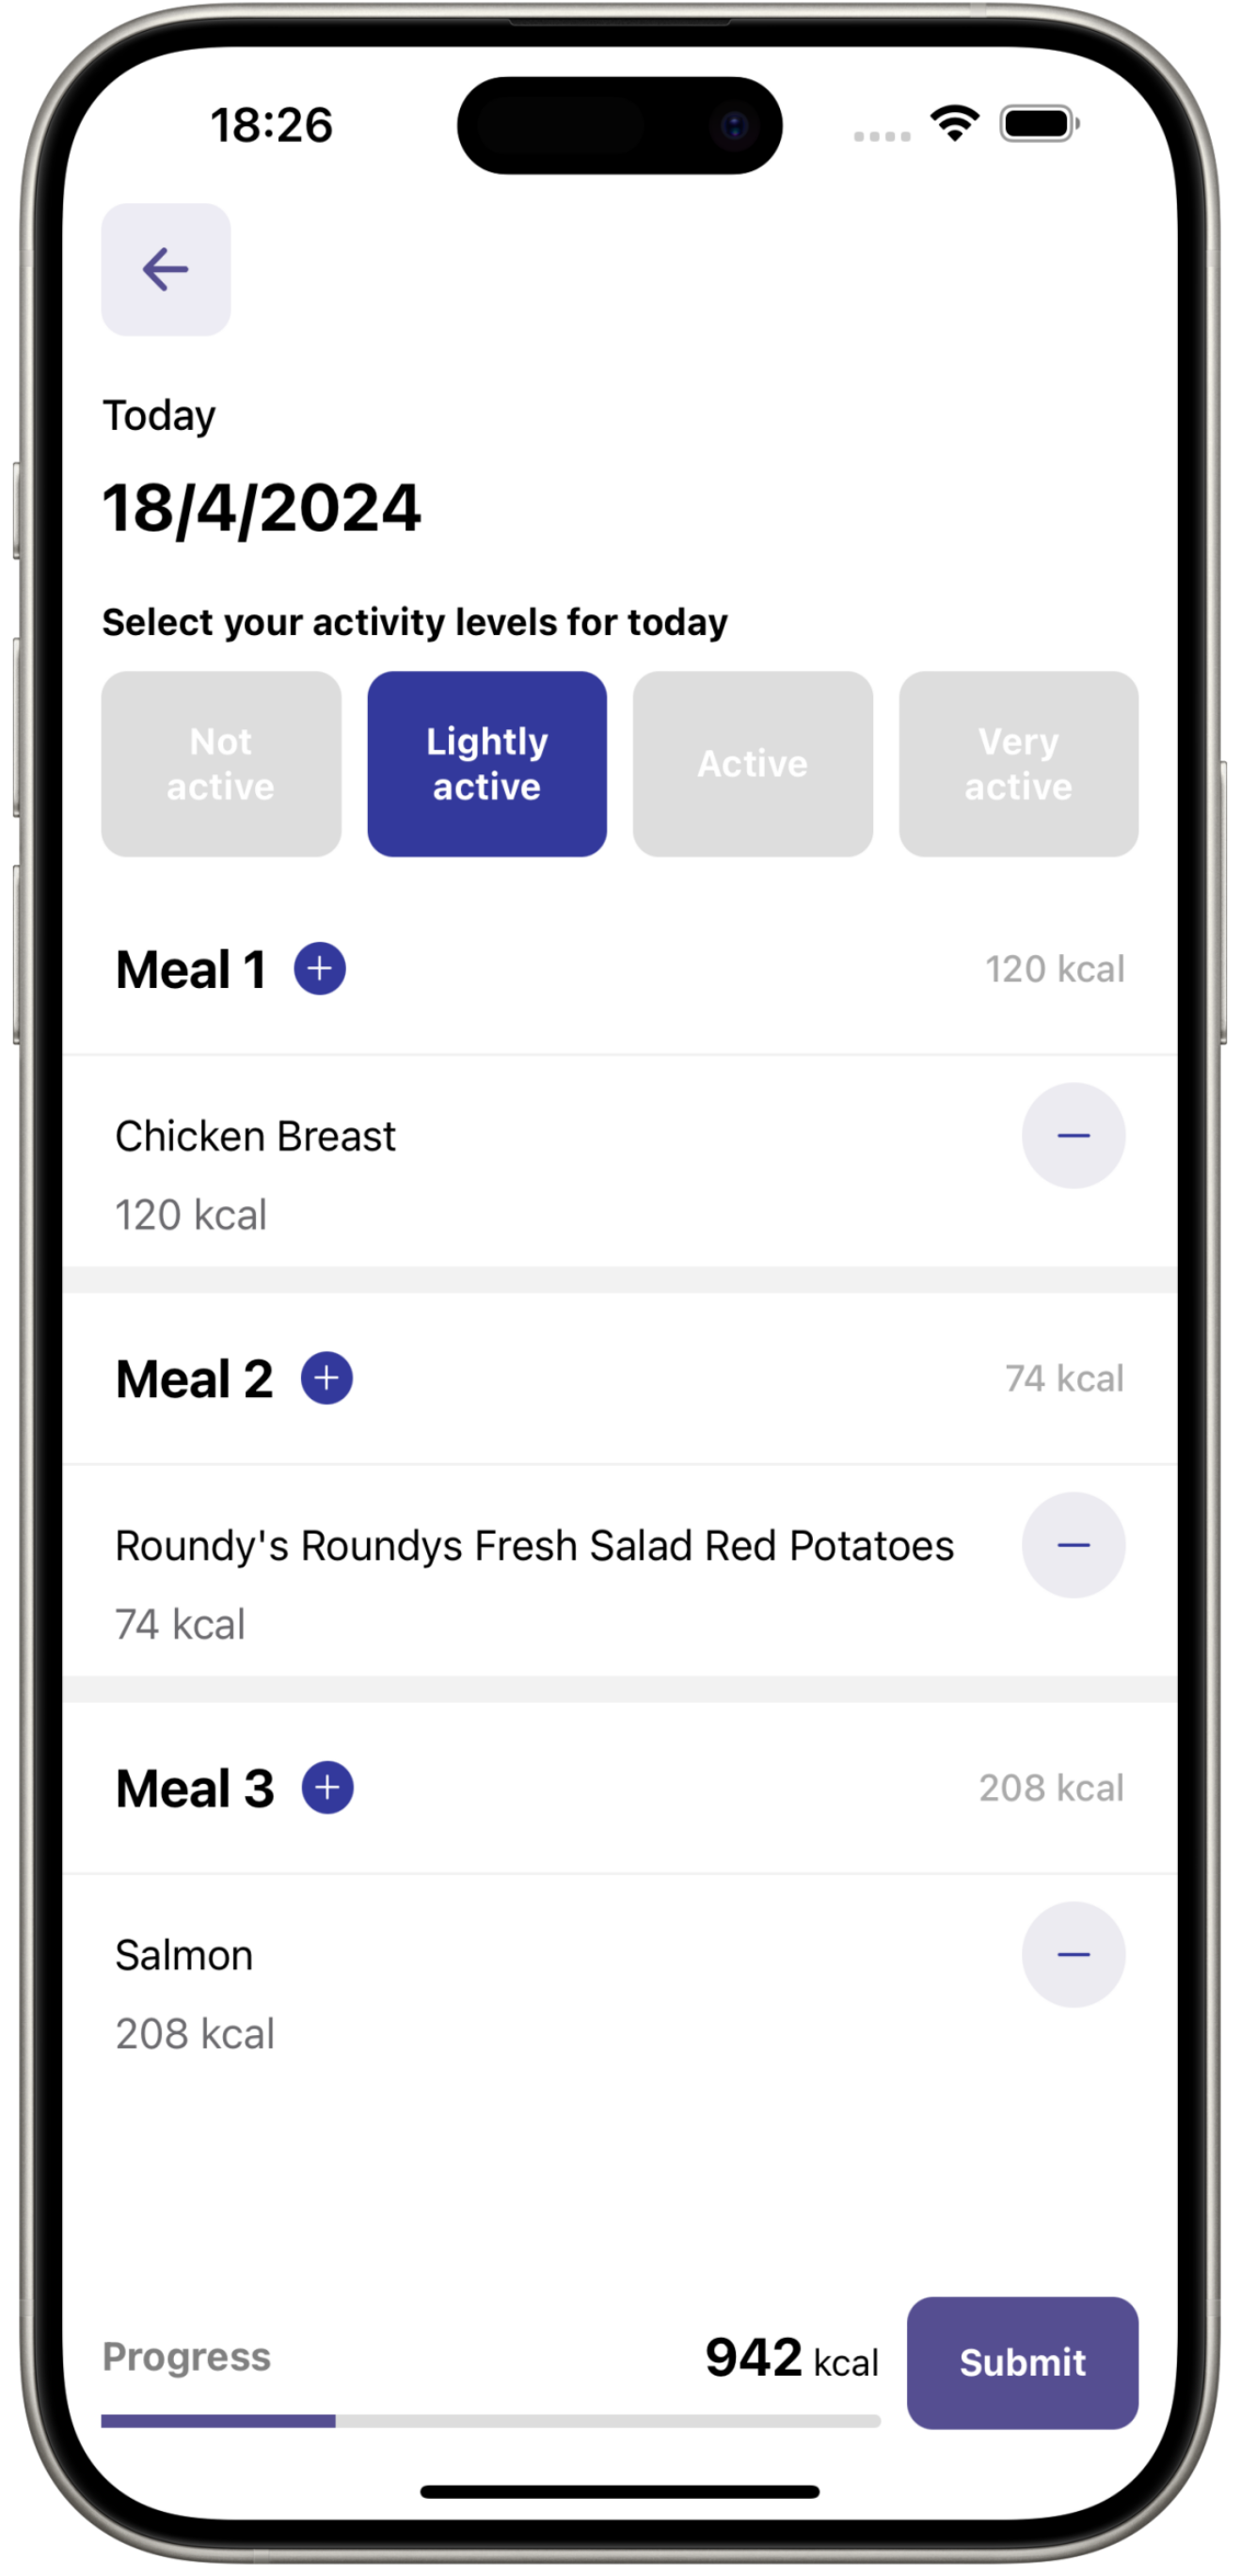 18:26
Today
18/4/2024
Select your activity levels for today
Not
active
Lightly
active
Active
Very
active
Meal 1
120 kcal
Chicken Breast
120 kcal
Meal 2
74 kcal
Roundy's Roundys Fresh Salad Red Potatoes
74 kcal
Meal 3
208 kcal
Salmon
208 kcal
Progress
942 kcal
Submit